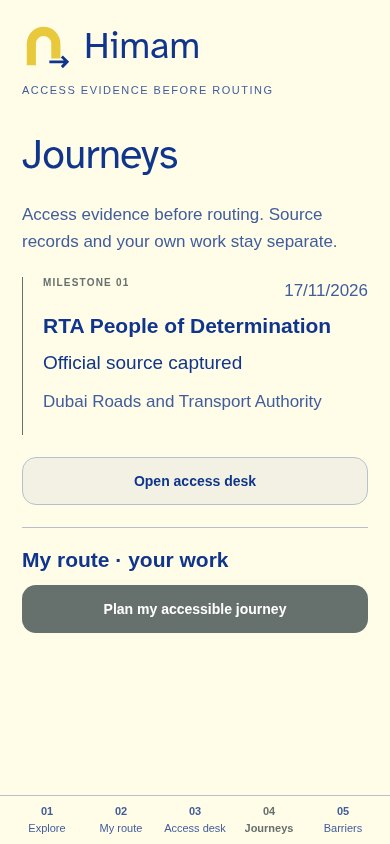 Himam
ACCESS EVIDENCE BEFORE ROUTING
Journeys
Access evidence before routing. Source
records and your own work stay separate.
MILESTONE 01
17/11/2026
RTA People of Determination
Official source captured
Dubai Roads and Transport Authority
Open access desk
My route · your work
Plan my accessible journey
01 02 03 04 05
Explore My route Access desk Journeys Barriers